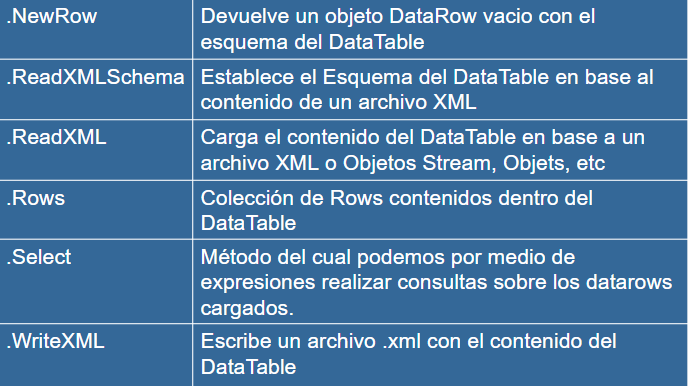 .NewRow
Devuelve un objeto DataRow vacio con el
esquema del DataTable
.ReadXMLSchema
Establece el Esquema del DataTable en base al
contenido de un archivo XML
.ReadXML
Carga el contenido del DataTable en base a un
archivo XML o Objetos Stream, Objets, etc
.Rows
Colección de Rows contenidos dentro del
DataTable
.Select
Método del cual podemos por medio de
expresiones realizar consultas sobre los datarows
cargados.
.WriteXML
Escribe un archivo .xml con el contenido del
DataTable